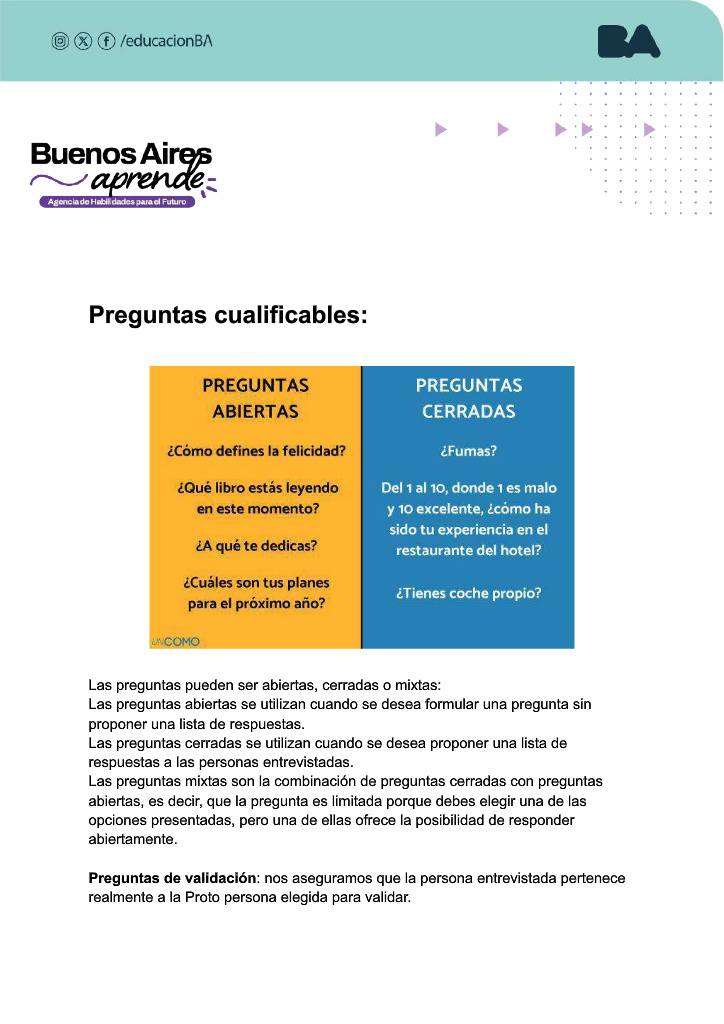 /educacionBA
BA
Buenos Aires
aprende
Agencia de Habilidades para el Futuro
Preguntas cualificables:
PREGUNTAS
ABIERTAS
¿Cómo defines la felicidad?
¿Qué libro estás leyendo
en este momento?
¿A qué te dedicas?
¿Cuáles son tus planes
para el próximo año?
UNCOMO
PREGUNTAS
CERRADAS
¿Fumas?
Del 1 al 10, donde 1 es malo
y 10 excelente, ¿cómo ha
sido tu experiencia en el
restaurante del hotel?
¿Tienes coche propio?
Las preguntas pueden ser abiertas, cerradas o mixtas:
Las preguntas abiertas se utilizan cuando se desea formular una pregunta sin
proponer una lista de respuestas.
Las preguntas cerradas se utilizan cuando se desea proponer una lista de
respuestas a las personas entrevistadas.
Las preguntas mixtas son la combinación de preguntas cerradas con preguntas
abiertas, es decir, que la pregunta es limitada porque debes elegir una de las
opciones presentadas, pero una de ellas ofrece la posibilidad de responder
abiertamente.
Preguntas de validación: nos aseguramos que la persona entrevistada pertenece
realmente a la Proto persona elegida para validar.